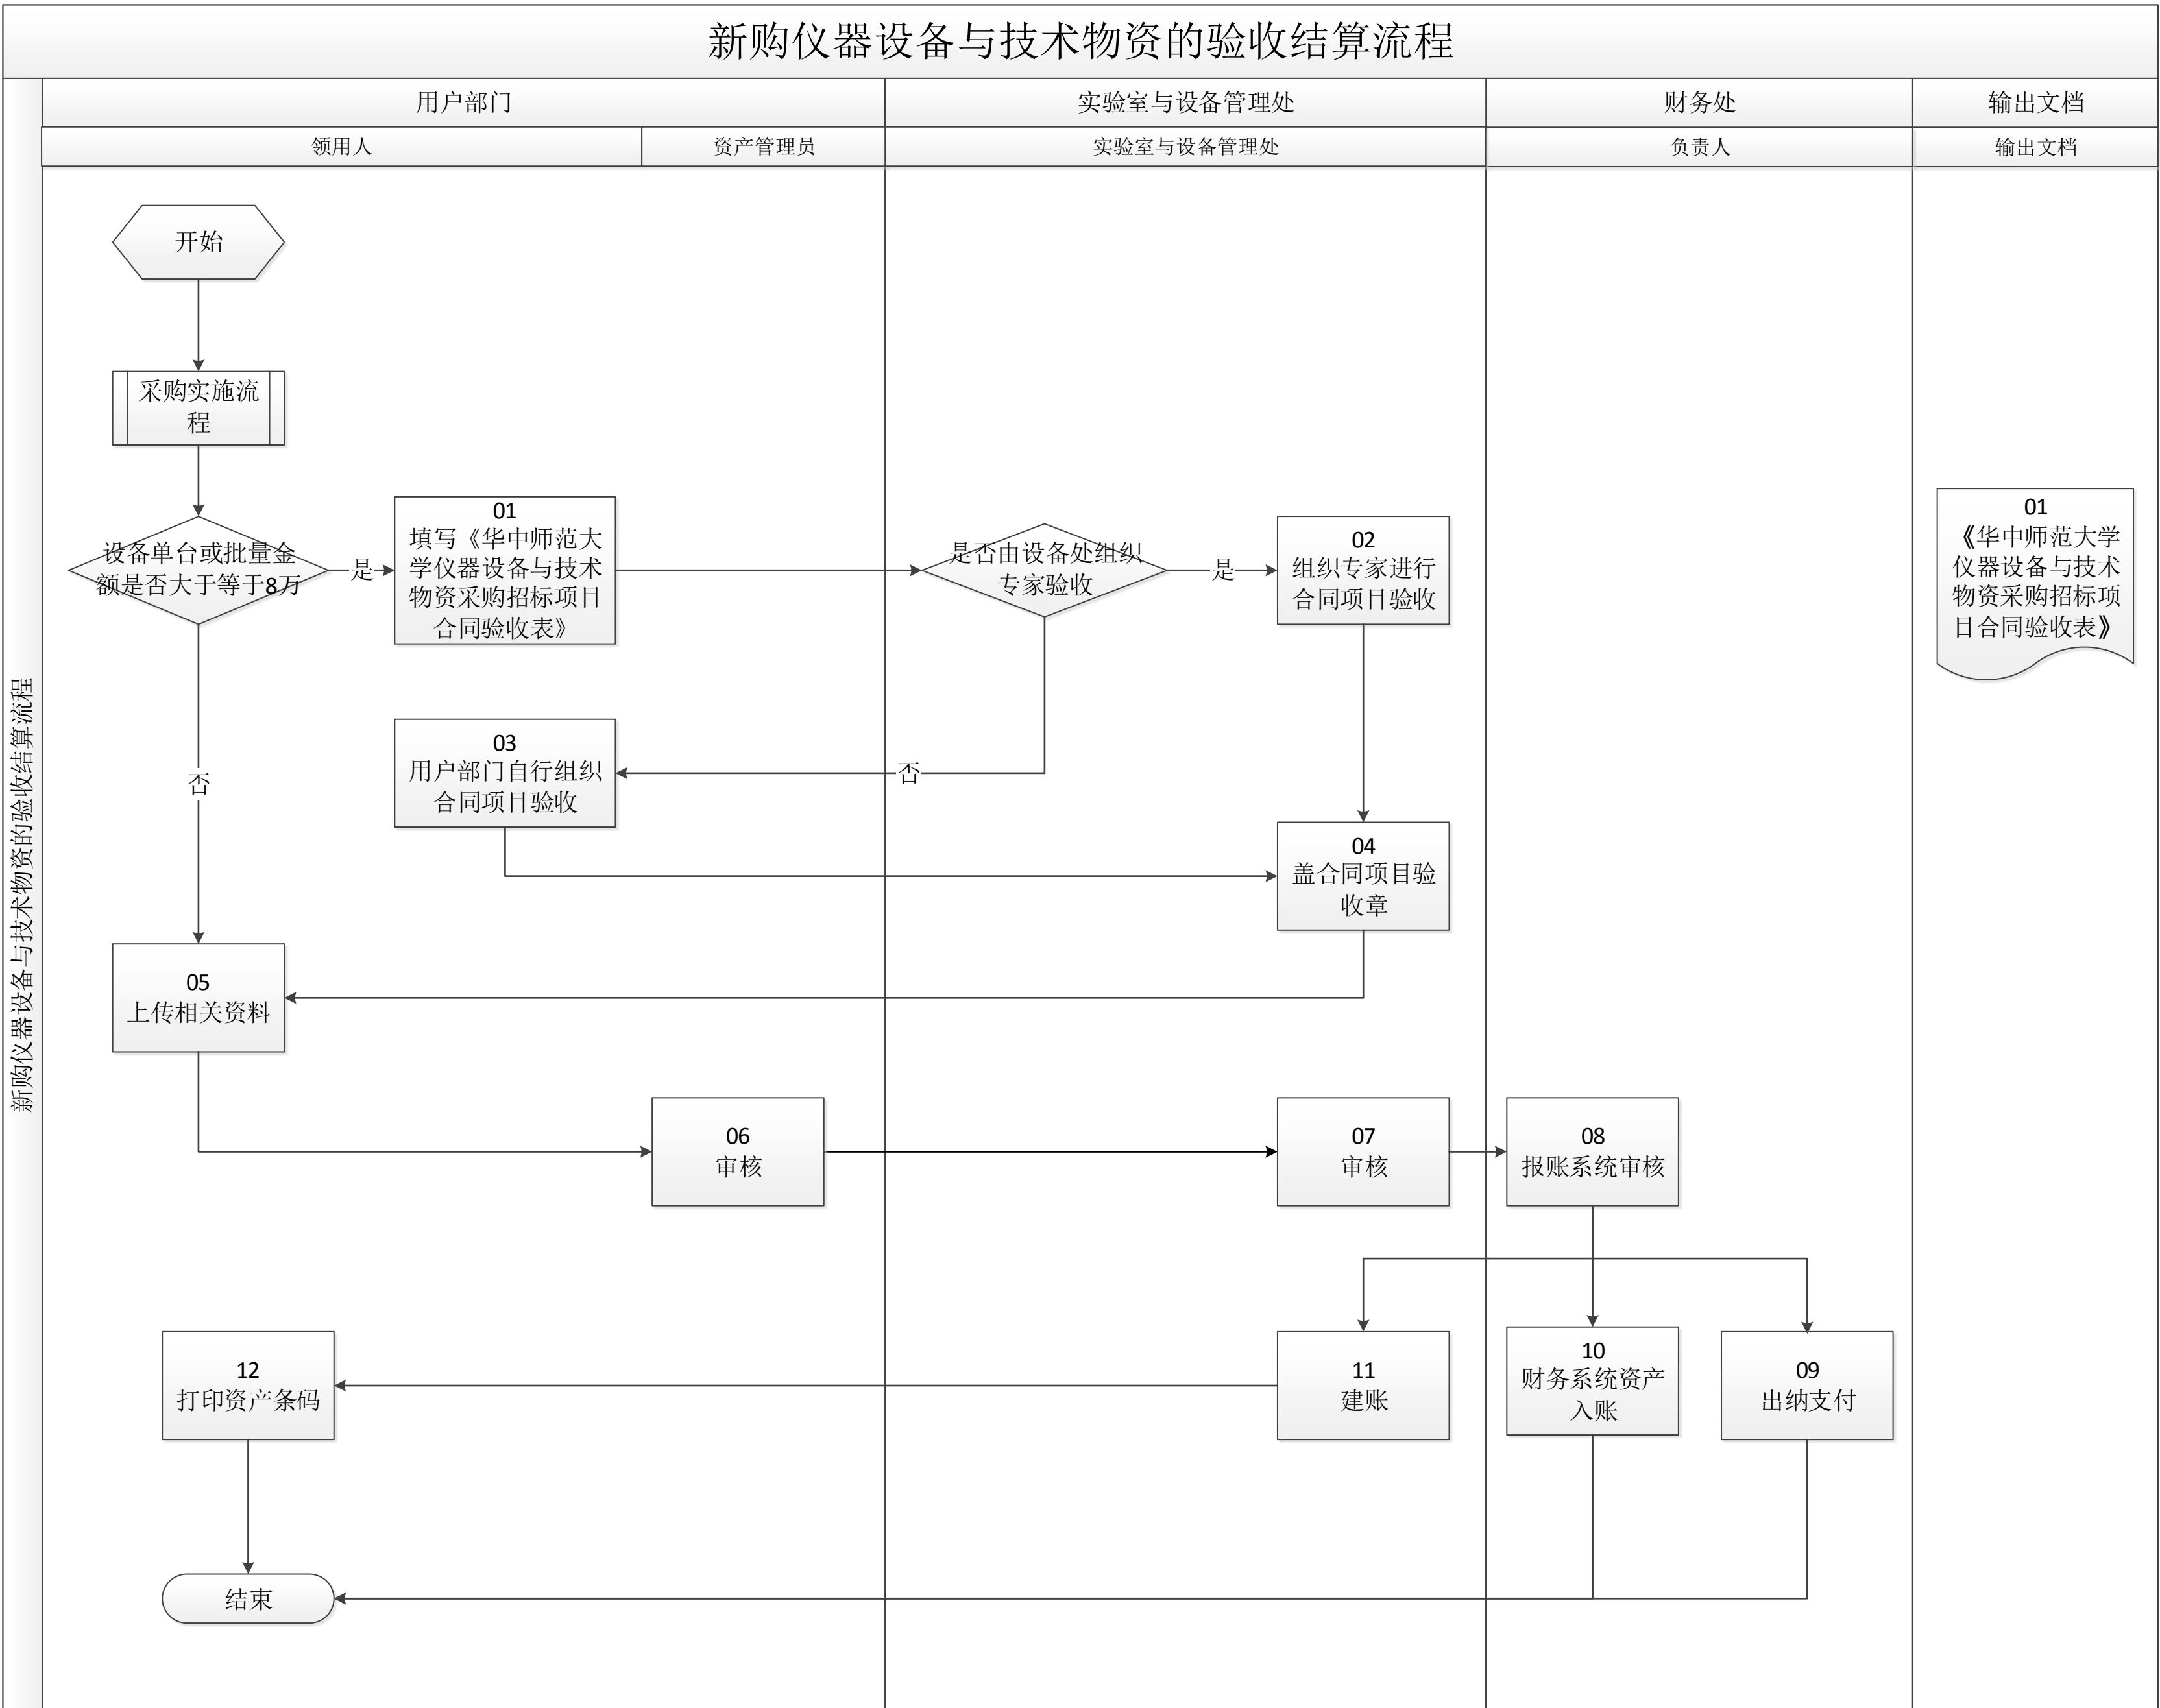 新购仪器设备与技术物资的验收结算流程
用户部门
实验室与设备管理处
财务处
输出文档
领用人
资产管理员
实验室与设备管理处
负责人
输出文档
新购仪器设备与技术物资的验收结算流程
开始
采购实施流
程
设备单台或批量金
额是否大于等于8万
是
01
填写《华中师范大
学仪器设备与技术
物资采购招标项目
合同验收表》
是否由设备处组织
专家验收
是
02
组织专家进行
合同项目验收
01
《华中师范大学
仪器设备与技术
物资采购招标项
目合同验收表》
否
03
用户部门自行组织
合同项目验收
否
04
盖合同项目验
收章
05
上传相关资料
06
审核
07
审核
08
报账系统审核
12
打印资产条码
11
建账
10
财务系统资产
入账
09
出纳支付
结束